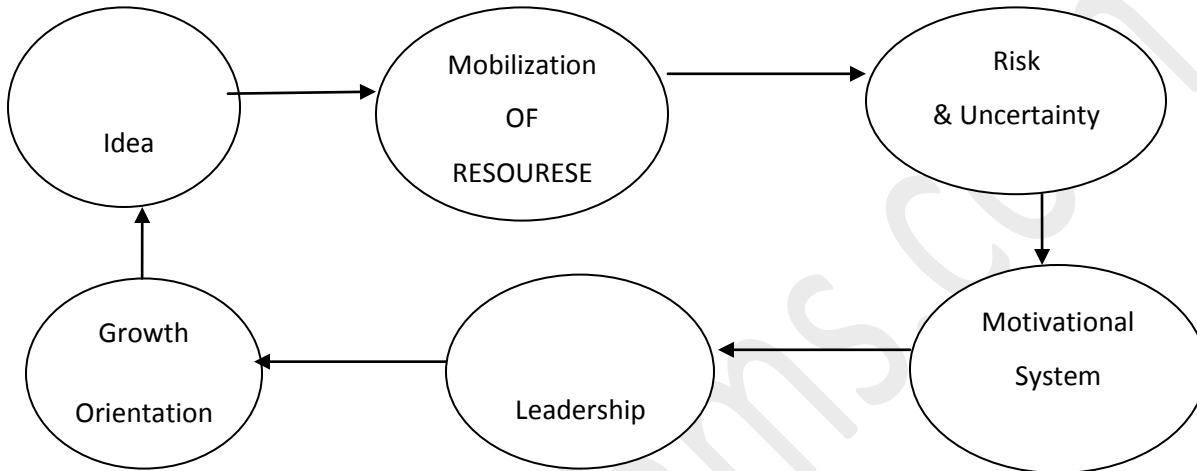 Idea
Mobilization
OF
RESOURESE
Risk
& Uncertainty
Motivational
System
Leadership
Growth
Orientation